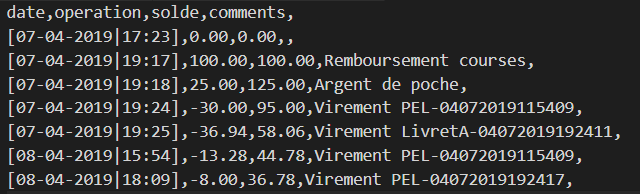 date,operation,solde,comments,
[07-04-2019|17:23],0.00,0.00,,
[07-04-2019|19:17],100.00,100.00,Remboursement courses,
[07-04-2019|19:18],25.00,125.00,Argent de poche,
[07-04-2019|19:24],-30.00,95.00,Virement PEL-04072019115409,
[07-04-2019|19:25],-36.94,58.06,Virement LivretA-04072019192411,
[08-04-2019|15:54],-13.28,44.78,Virement PEL-04072019115409,
[08-04-2019|18:09],-8.00,36.78,Virement PEL-04072019192417,